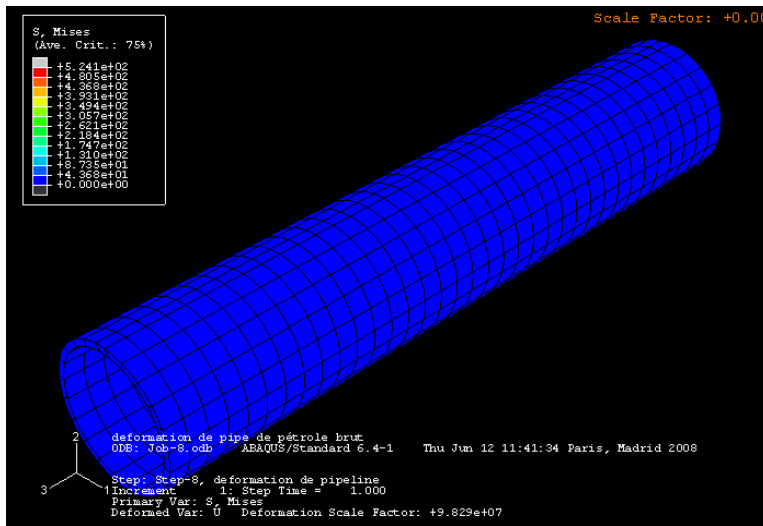 Scale Factor: +0.00
S, Mises
(Ave. Crit.: 75%)
+5.241e+02
+4.805e+02
+4.368e+02
+3.931e+02
+3.494e+02
+3.057e+02
+2.621e+02
+2.184e+02
+1.747e+02
+1.310e+02
+8.735e+01
+4.368e+01
+0.000e+00
2
3
1
deformation de pipe de pétrole brut
ODB: Job-8.odb ABAQUS/Standard 6.4-1 Thu Jun 12 11:41:34 Paris, Madrid 2008
Step: Step-8, deformation de pipeline
Increment 1: Step Time = 1.000
Primary Var: S, Mises
Deformed Var: U Deformation Scale Factor: +9.829e+07